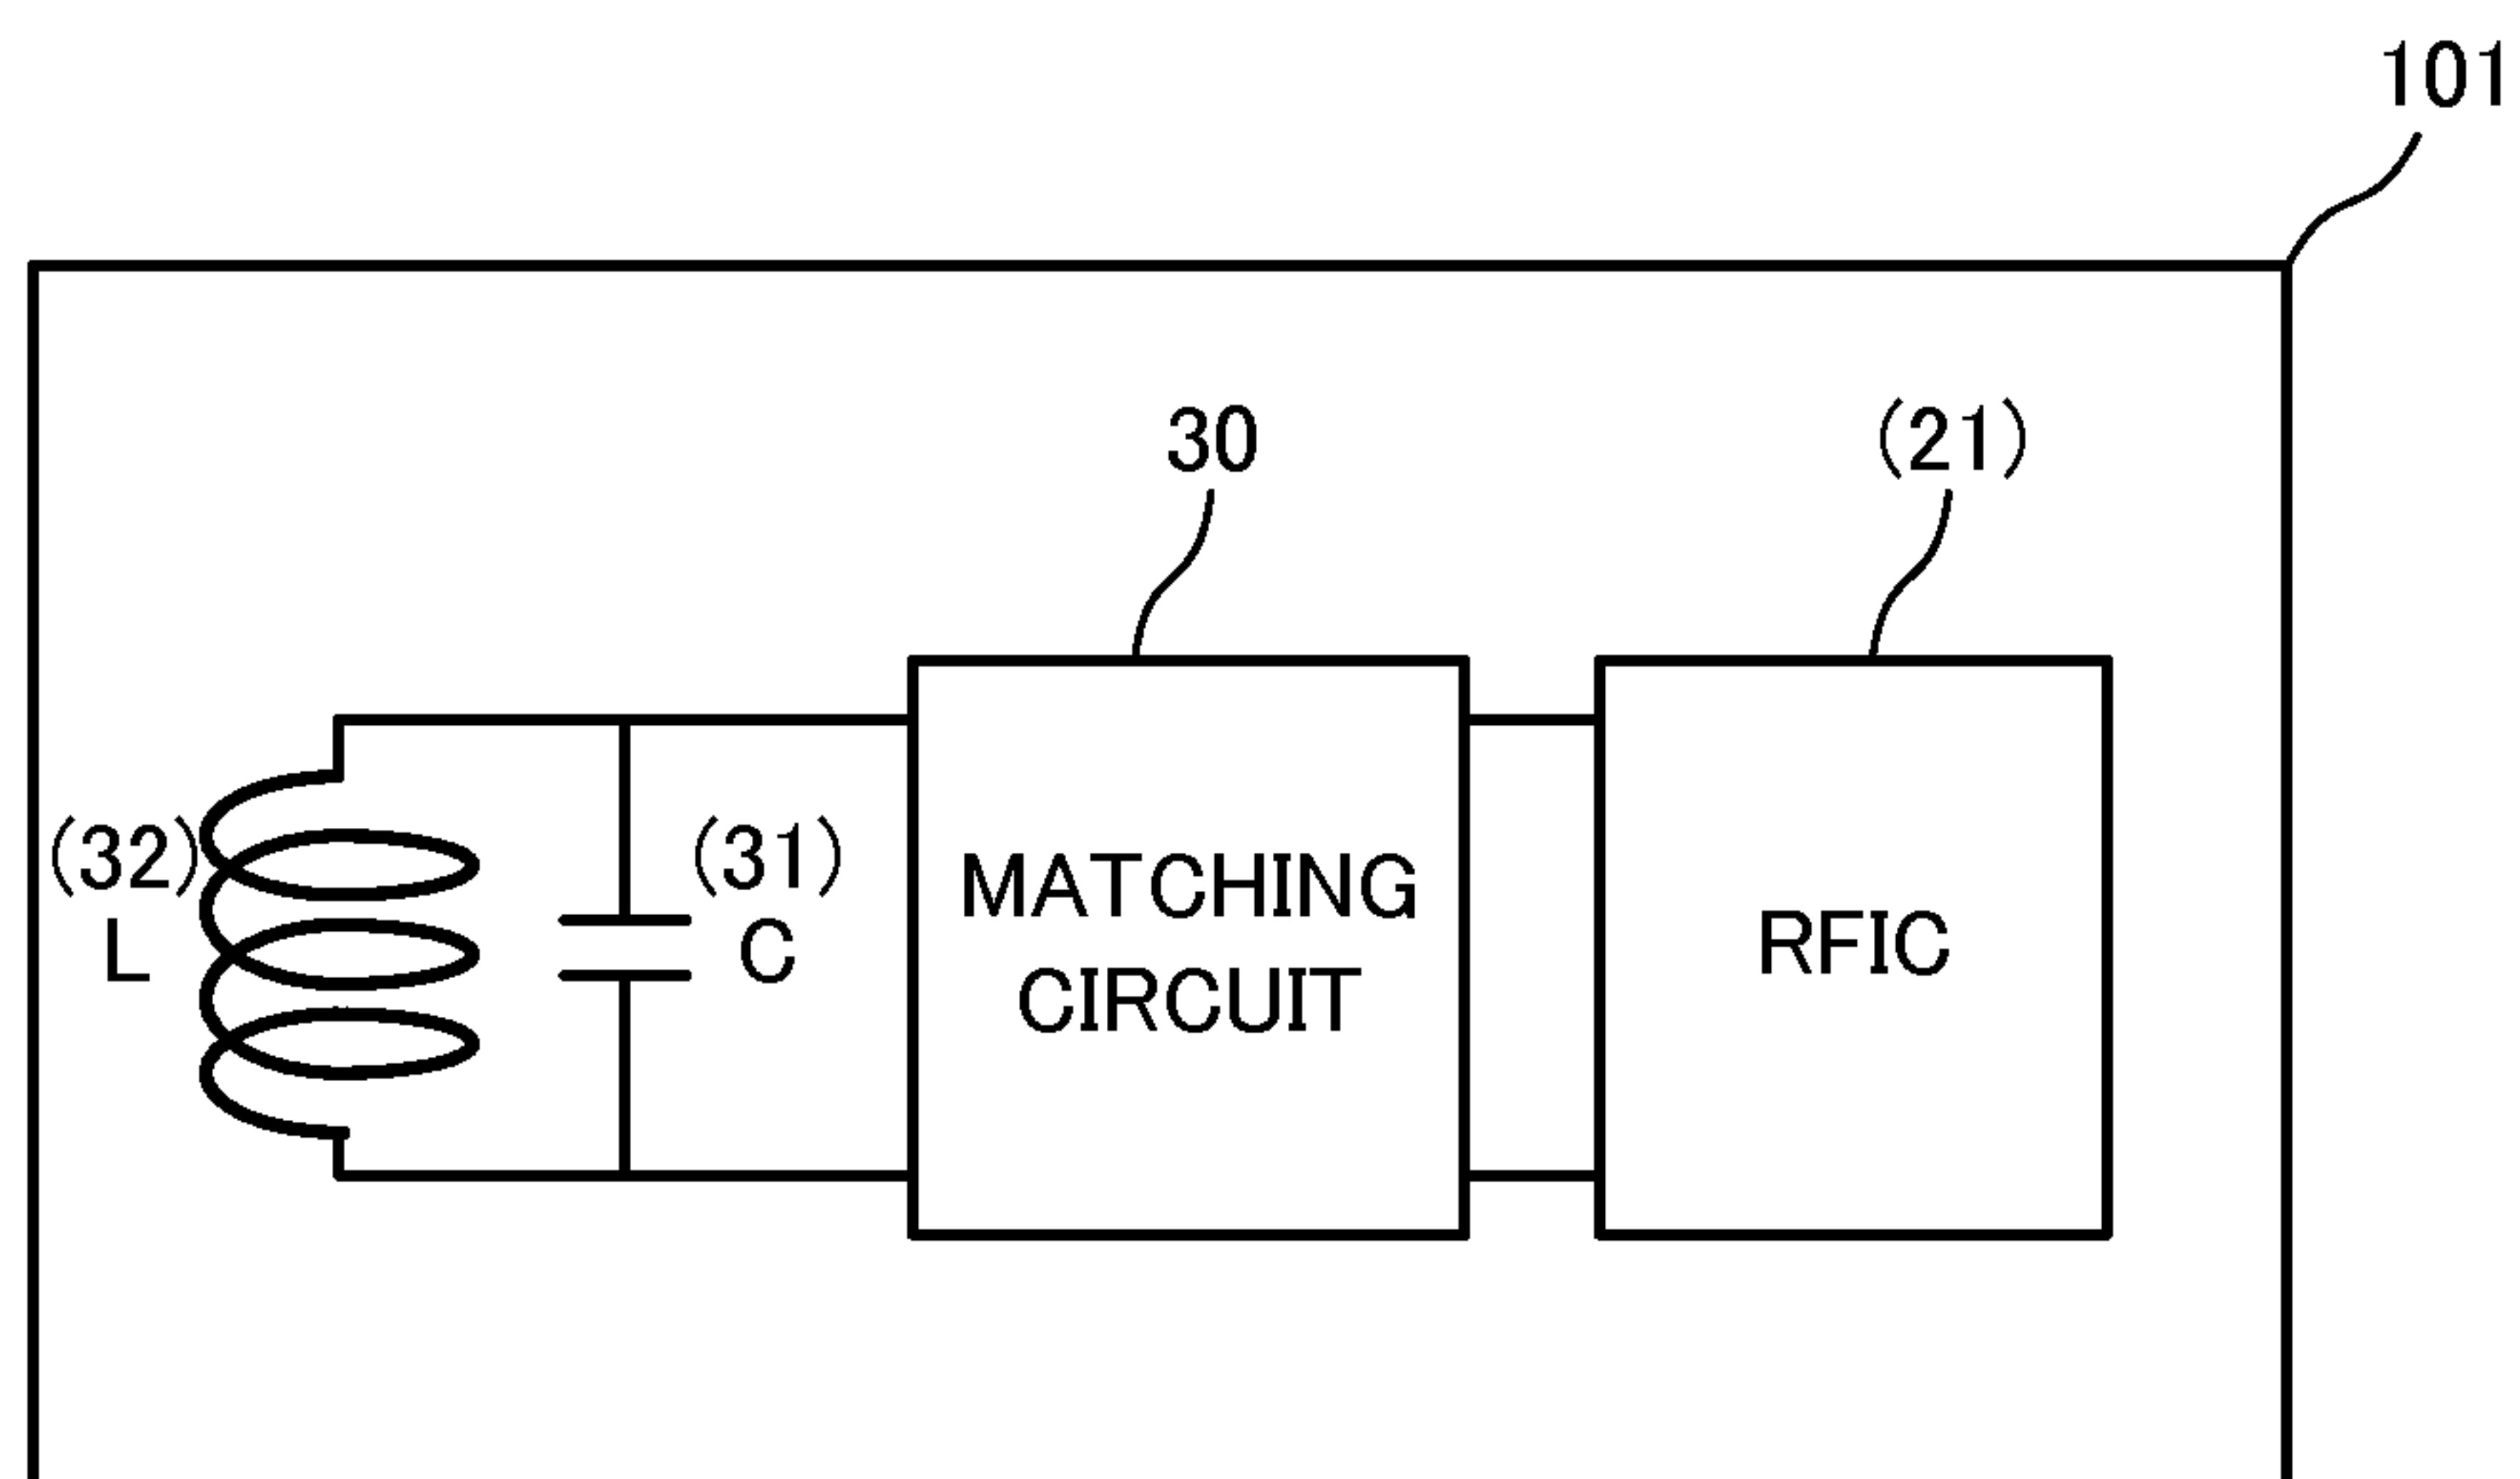 101
30
(21)
(32)
L
(31)
C
MATCHING
CIRCUIT
RFIC